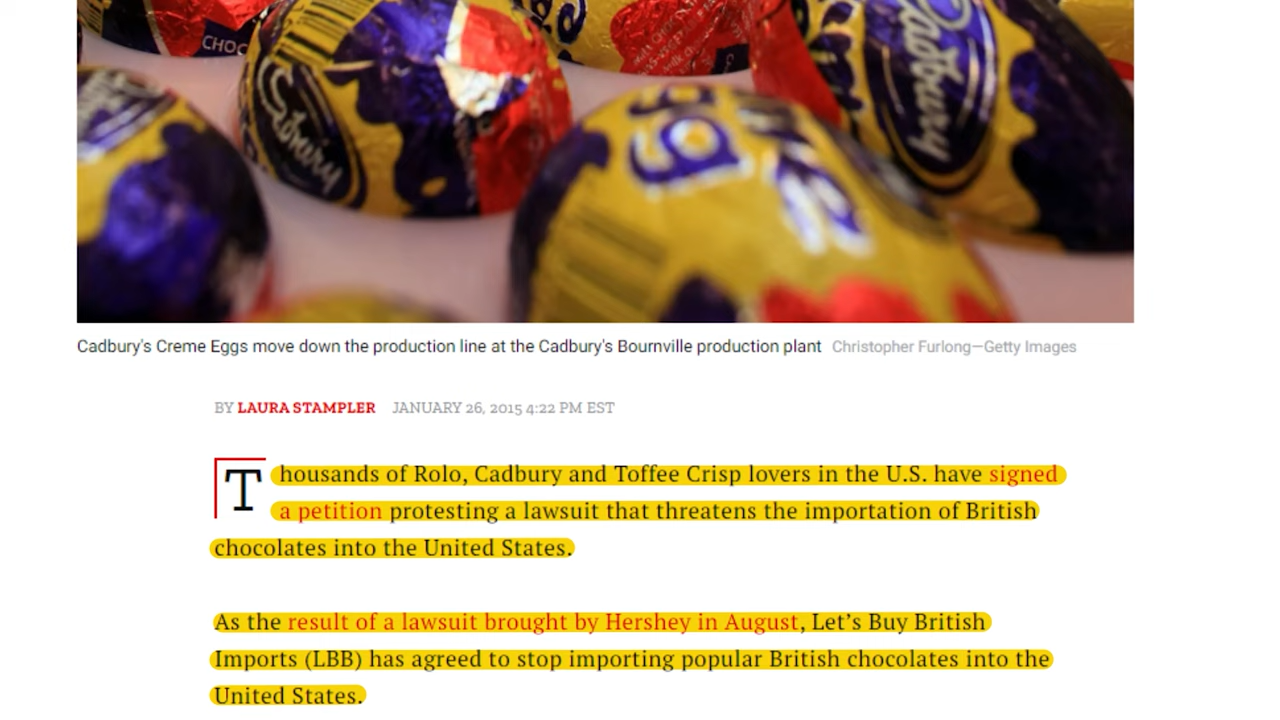 CHOC
Cadbury
Cadbury
Cadbury's Creme Eggs move down the production line at the Cadbury's Bournville production plant Christopher Furlong—Getty Images
BY LAURA STAMPLER JANUARY 26, 2015 4:22 PM EST
Thousands of Rolo, Cadbury and Toffee Crisp lovers in the U.S. have signed
a petition protesting a lawsuit that threatens the importation of British
chocolates into the United States.
As the result of a lawsuit brought by Hershey in August, Let's Buy British
Imports (LBB) has agreed to stop importing popular British chocolates into the
United States.